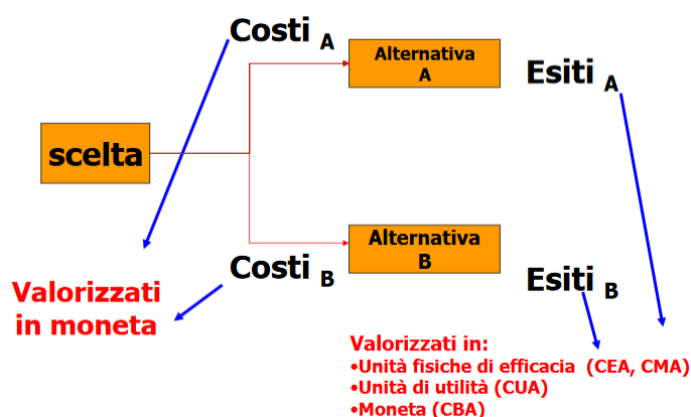 Costi A
Alternativa
A
Esiti A
scelta
Alternativa
B
Costi B
Esiti B
Valorizzati
in moneta
Valorizzati in:
•Unità fisiche di efficacia (CEA, CMA)
•Unità di utilità (CUA)
•Moneta (CBA)